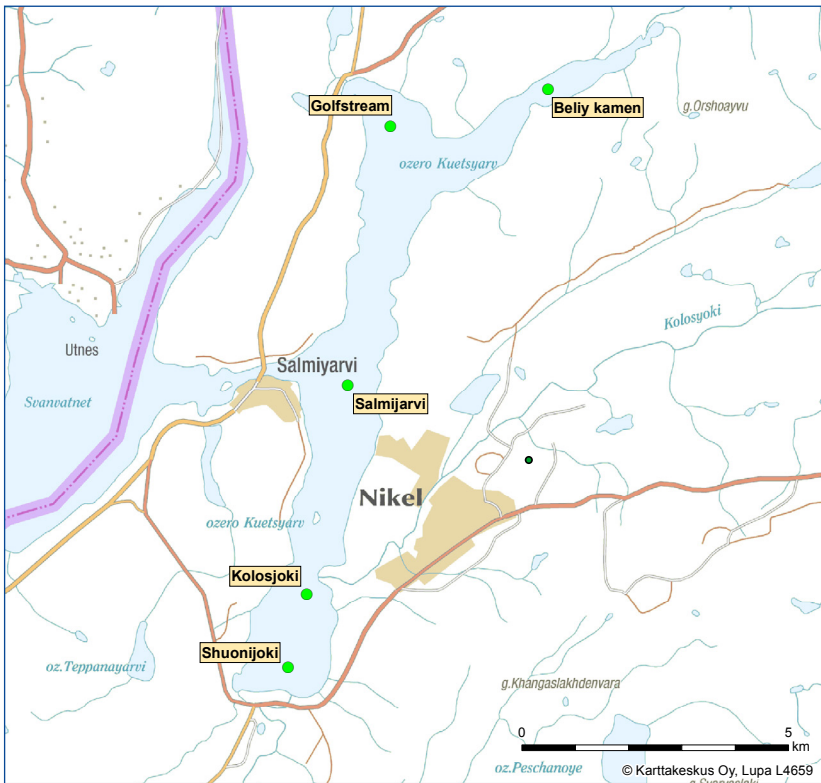 Golfstream
Beliy kamen
g.Orshoayvu
ozero Kuetsyarv
Kolosyoki
Utnes
Salmiyarvi
Svanvatnet
Salmijarvi
Nikel
ozero Kuetsyarv
Kolosjoki
Shuonijoki
oz.Teppanayarvi
g.Khangaslakhdenvara
0 5
km
oz.Peschanoye
© Karttakeskus Oy, Lupa L4659